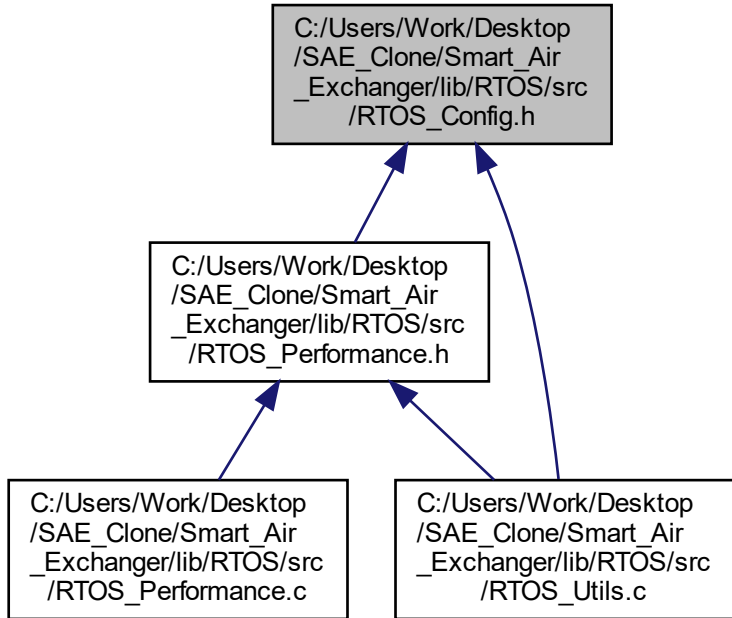 C:/Users/Work/Desktop
/SAE_Clone/Smart_Air
_Exchanger/lib/RTOS/src
/RTOS_Config.h
C:/Users/Work/Desktop
/SAE_Clone/Smart_Air
_Exchanger/lib/RTOS/src
/RTOS_Performance.h
C:/Users/Work/Desktop
/SAE_Clone/Smart_Air
_Exchanger/lib/RTOS/src
/RTOS_Performance.c
C:/Users/Work/Desktop
/SAE_Clone/Smart_Air
_Exchanger/lib/RTOS/src
/RTOS_Utils.c